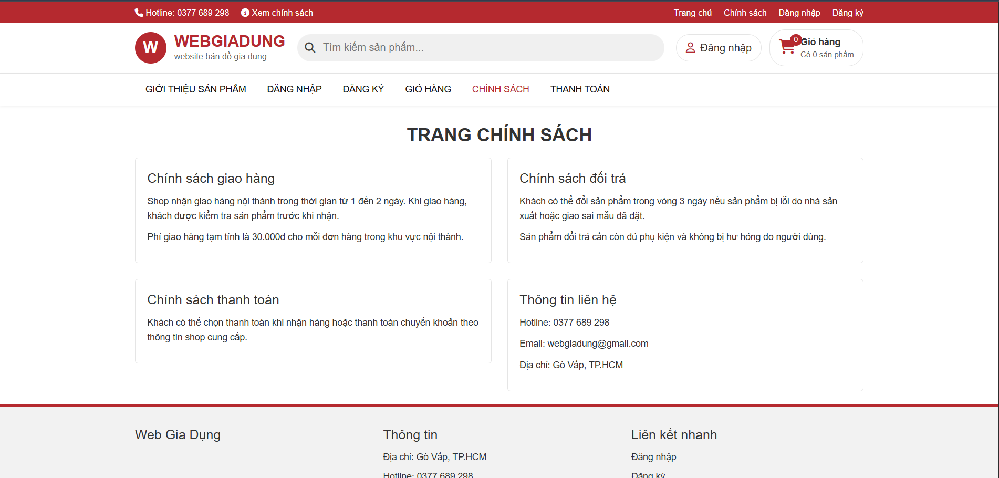 Hotline: 0377 689 298 Xem chính sách Trang chủ Chính sách Đăng nhập Đăng ký
W WEBGIADUNG
website bán đồ gia dụng
Tìm kiếm sản phẩm...
Đăng nhập
0 Giỏ hàng
Có 0 sản phẩm
GIỚI THIỆU SẢN PHẨM ĐĂNG NHẬP ĐĂNG KÝ GIỎ HÀNG CHÍNH SÁCH THANH TOÁN
TRANG CHÍNH SÁCH
Chính sách giao hàng
Shop nhận giao hàng nội thành trong thời gian từ 1 đến 2 ngày. Khi giao hàng,
khách được kiểm tra sản phẩm trước khi nhận.
Phí giao hàng tạm tính là 30.000đ cho mỗi đơn hàng trong khu vực nội thành.
Chính sách đổi trả
Khách có thể đổi sản phẩm trong vòng 3 ngày nếu sản phẩm bị lỗi do nhà sản
xuất hoặc giao sai mẫu đã đặt.
Sản phẩm đổi trả cần còn đủ phụ kiện và không bị hư hỏng do người dùng.
Chính sách thanh toán
Khách có thể chọn thanh toán khi nhận hàng hoặc thanh toán chuyển khoản theo
thông tin shop cung cấp.
Thông tin liên hệ
Hotline: 0377 689 298
Email: webgiadung@gmail.com
Địa chỉ: Gò Vấp, TP.HCM
Web Gia Dụng
Thông tin
Địa chỉ: Gò Vấp, TP.HCM
Hotline: 0377 689 298
Liên kết nhanh
Đăng nhập
Đăng ký